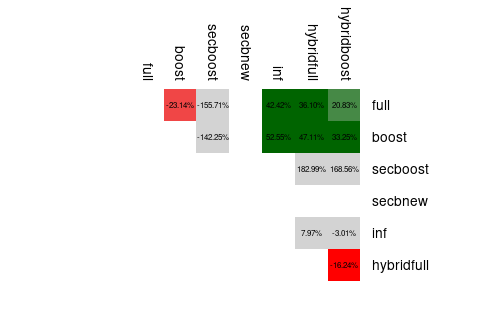 full boost secboost secbnew inf hybridfull hybridboost
-23.14% -155.71% 42.42% 36.10% 20.83% full
-142.25% 52.55% 47.11% 33.25% boost
182.99% 168.56% secboost
secbnew
7.97% -3.01% inf
-15.24% hybridfull